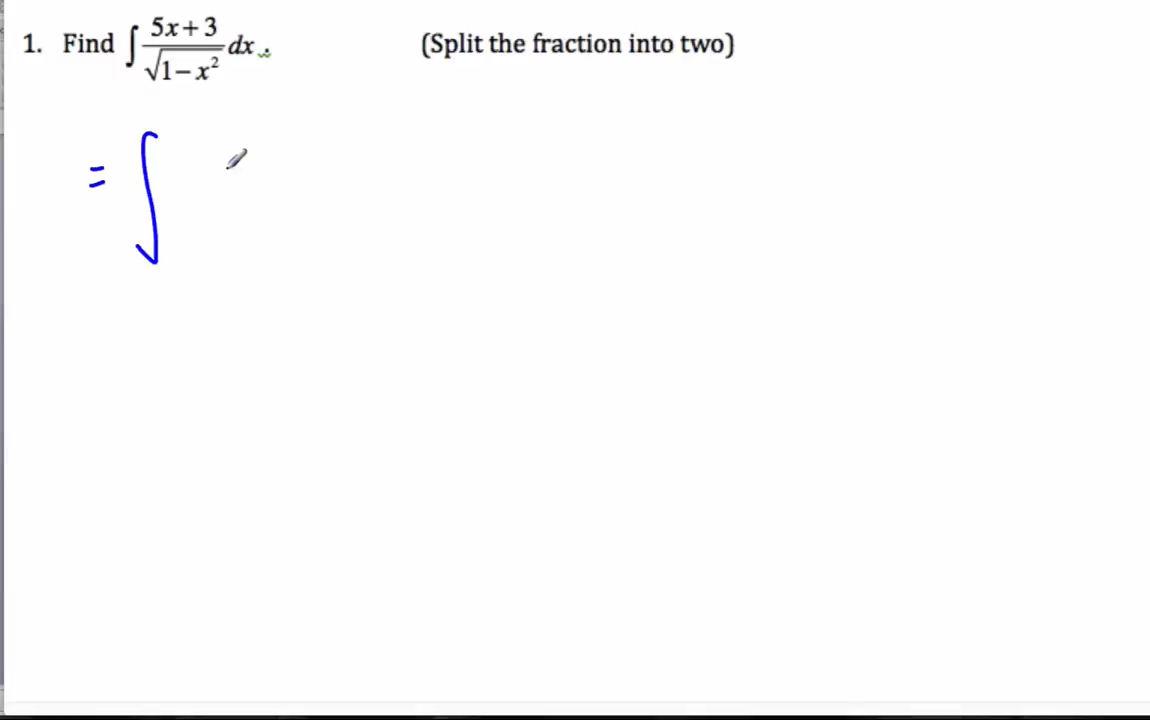 1. Find ∫ (5x+3)/√(1−x²) dx. (Split the fraction into two)
= ∫